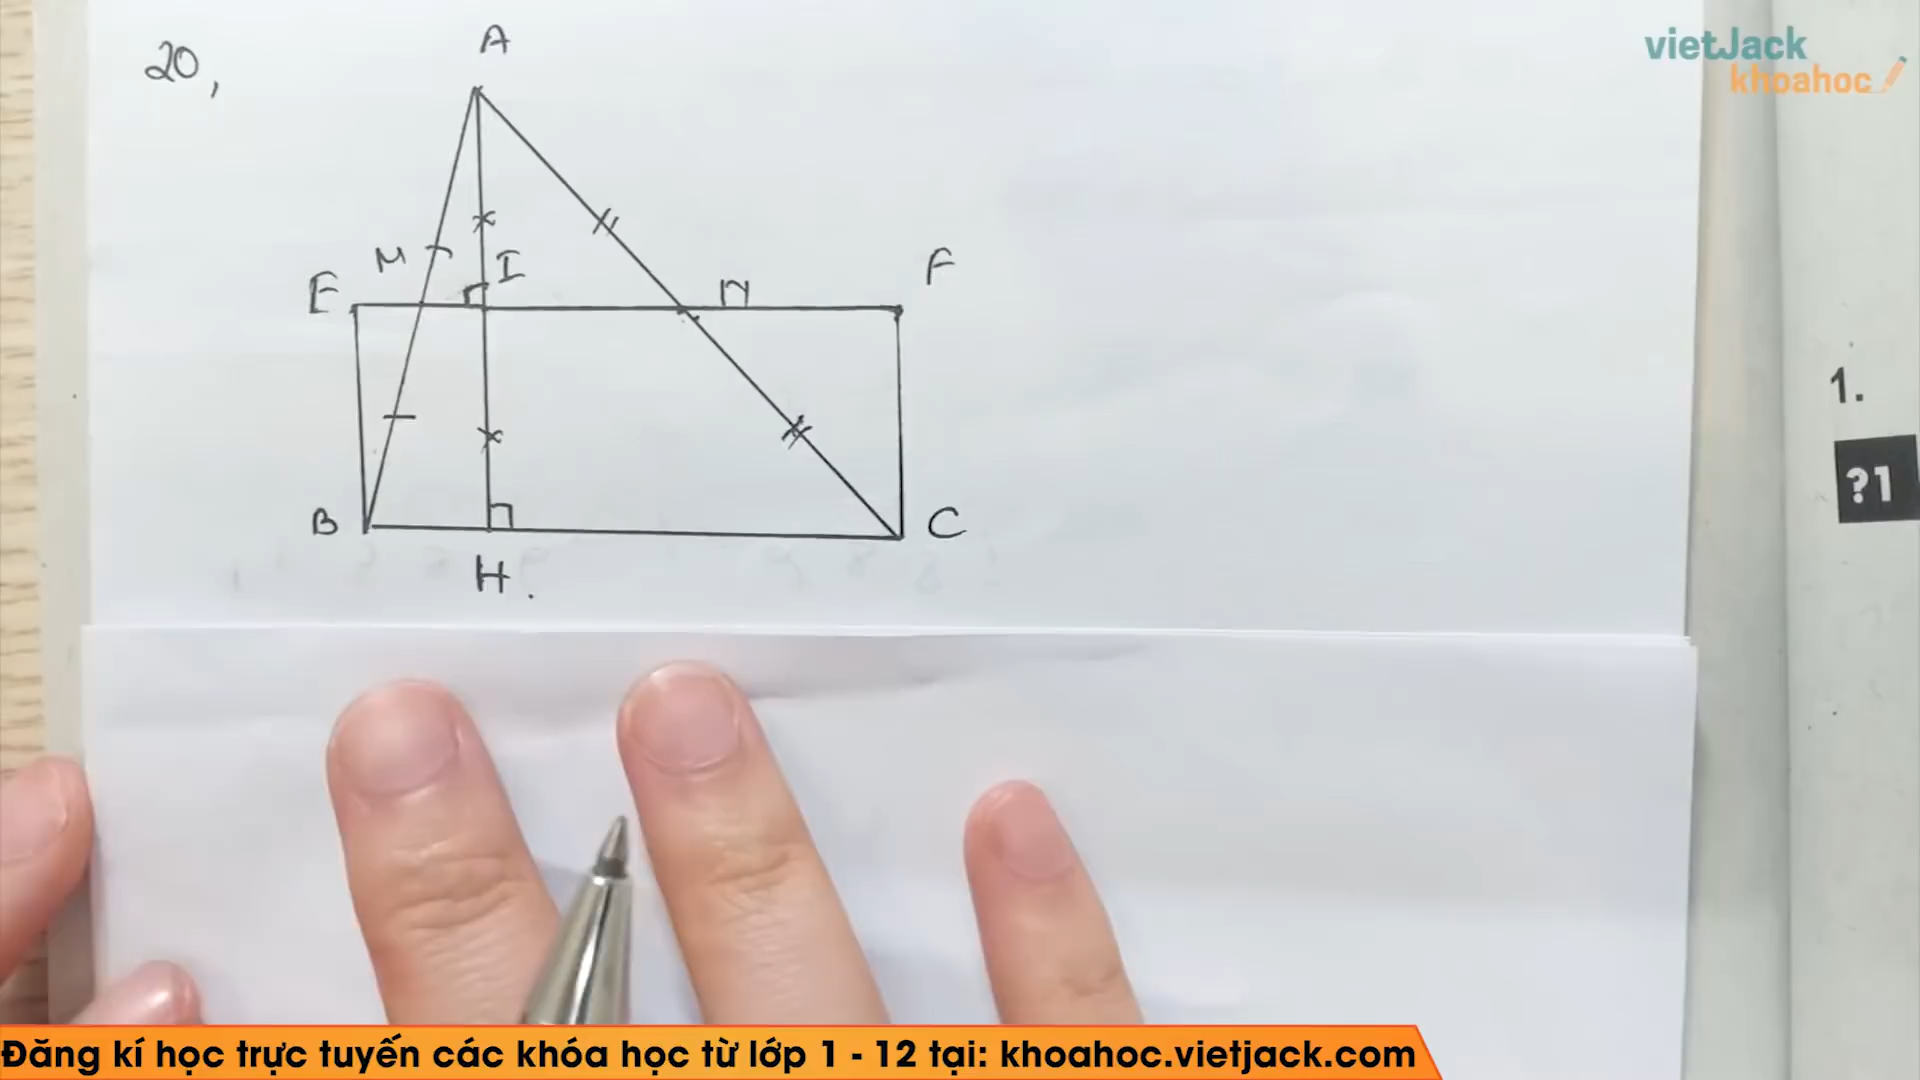 20,
A
M
I
E
N
F
B
C
H.
vietJack
khoahoc
1.
?1
Đăng kí học trực tuyến các khóa học từ lớp 1 - 12 tại: khoahoc.vietjack.com